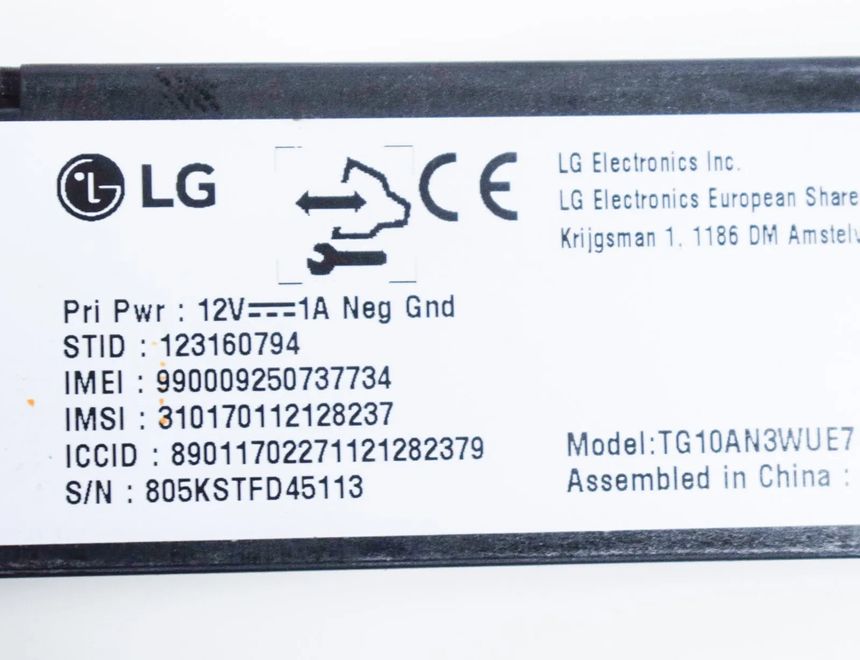 LG
CE
LG Electronics Inc.
LG Electronics European Share
Krijgsman 1, 1186 DM
Pri Pwr : 12V⎓1A Neg Gnd
STID : 123160794
IMEI : 990009250737734
IMSI : 310170112128237
ICCID : 89011702271121282379
S/N : 805KSTFD45113
Model:TG10AN3WUE7
Assembled in China :